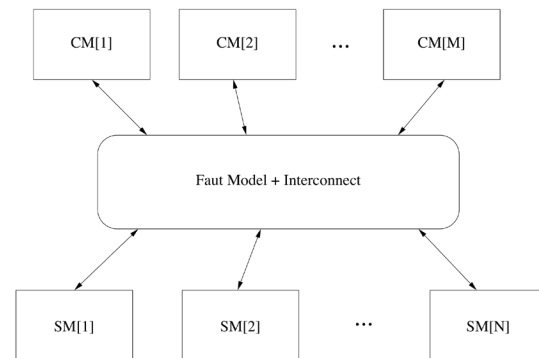 CM[1] CM[2] ... CM[M]
Faut Model + Interconnect
SM[1] SM[2] ... SM[N]